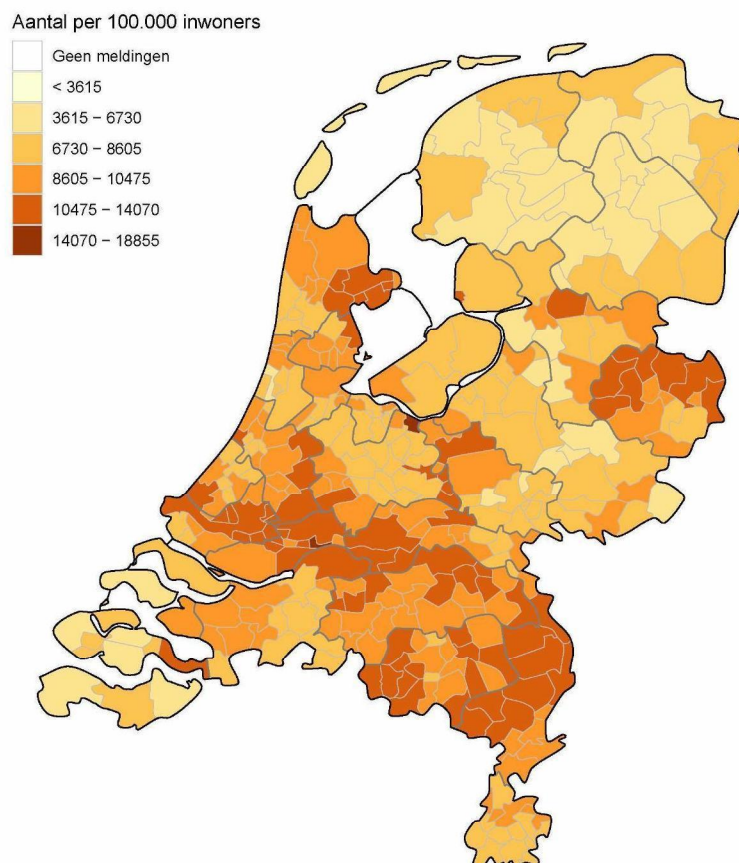 Aantal per 100.000 inwoners
Geen meldingen
< 3615
3615 − 6730
6730 − 8605
8605 − 10475
10475 − 14070
14070 − 18855